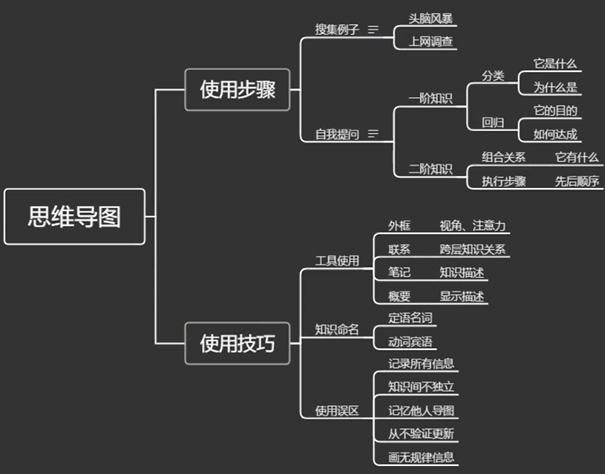 思维导图
使用步骤
搜集例子
头脑风暴
上网调查
自我提问
一阶知识
分类
它是什么
为什么是
回归
它的目的
如何达成
二阶知识
组合关系 它有什么
执行步骤 先后顺序
使用技巧
工具使用
外框 视角、注意力
联系 跨层知识关系
笔记 知识描述
概要 显示描述
知识命名
定语名词
动词宾语
使用误区
记录所有信息
知识间不独立
记忆他人导图
从不验证更新
画无规律信息